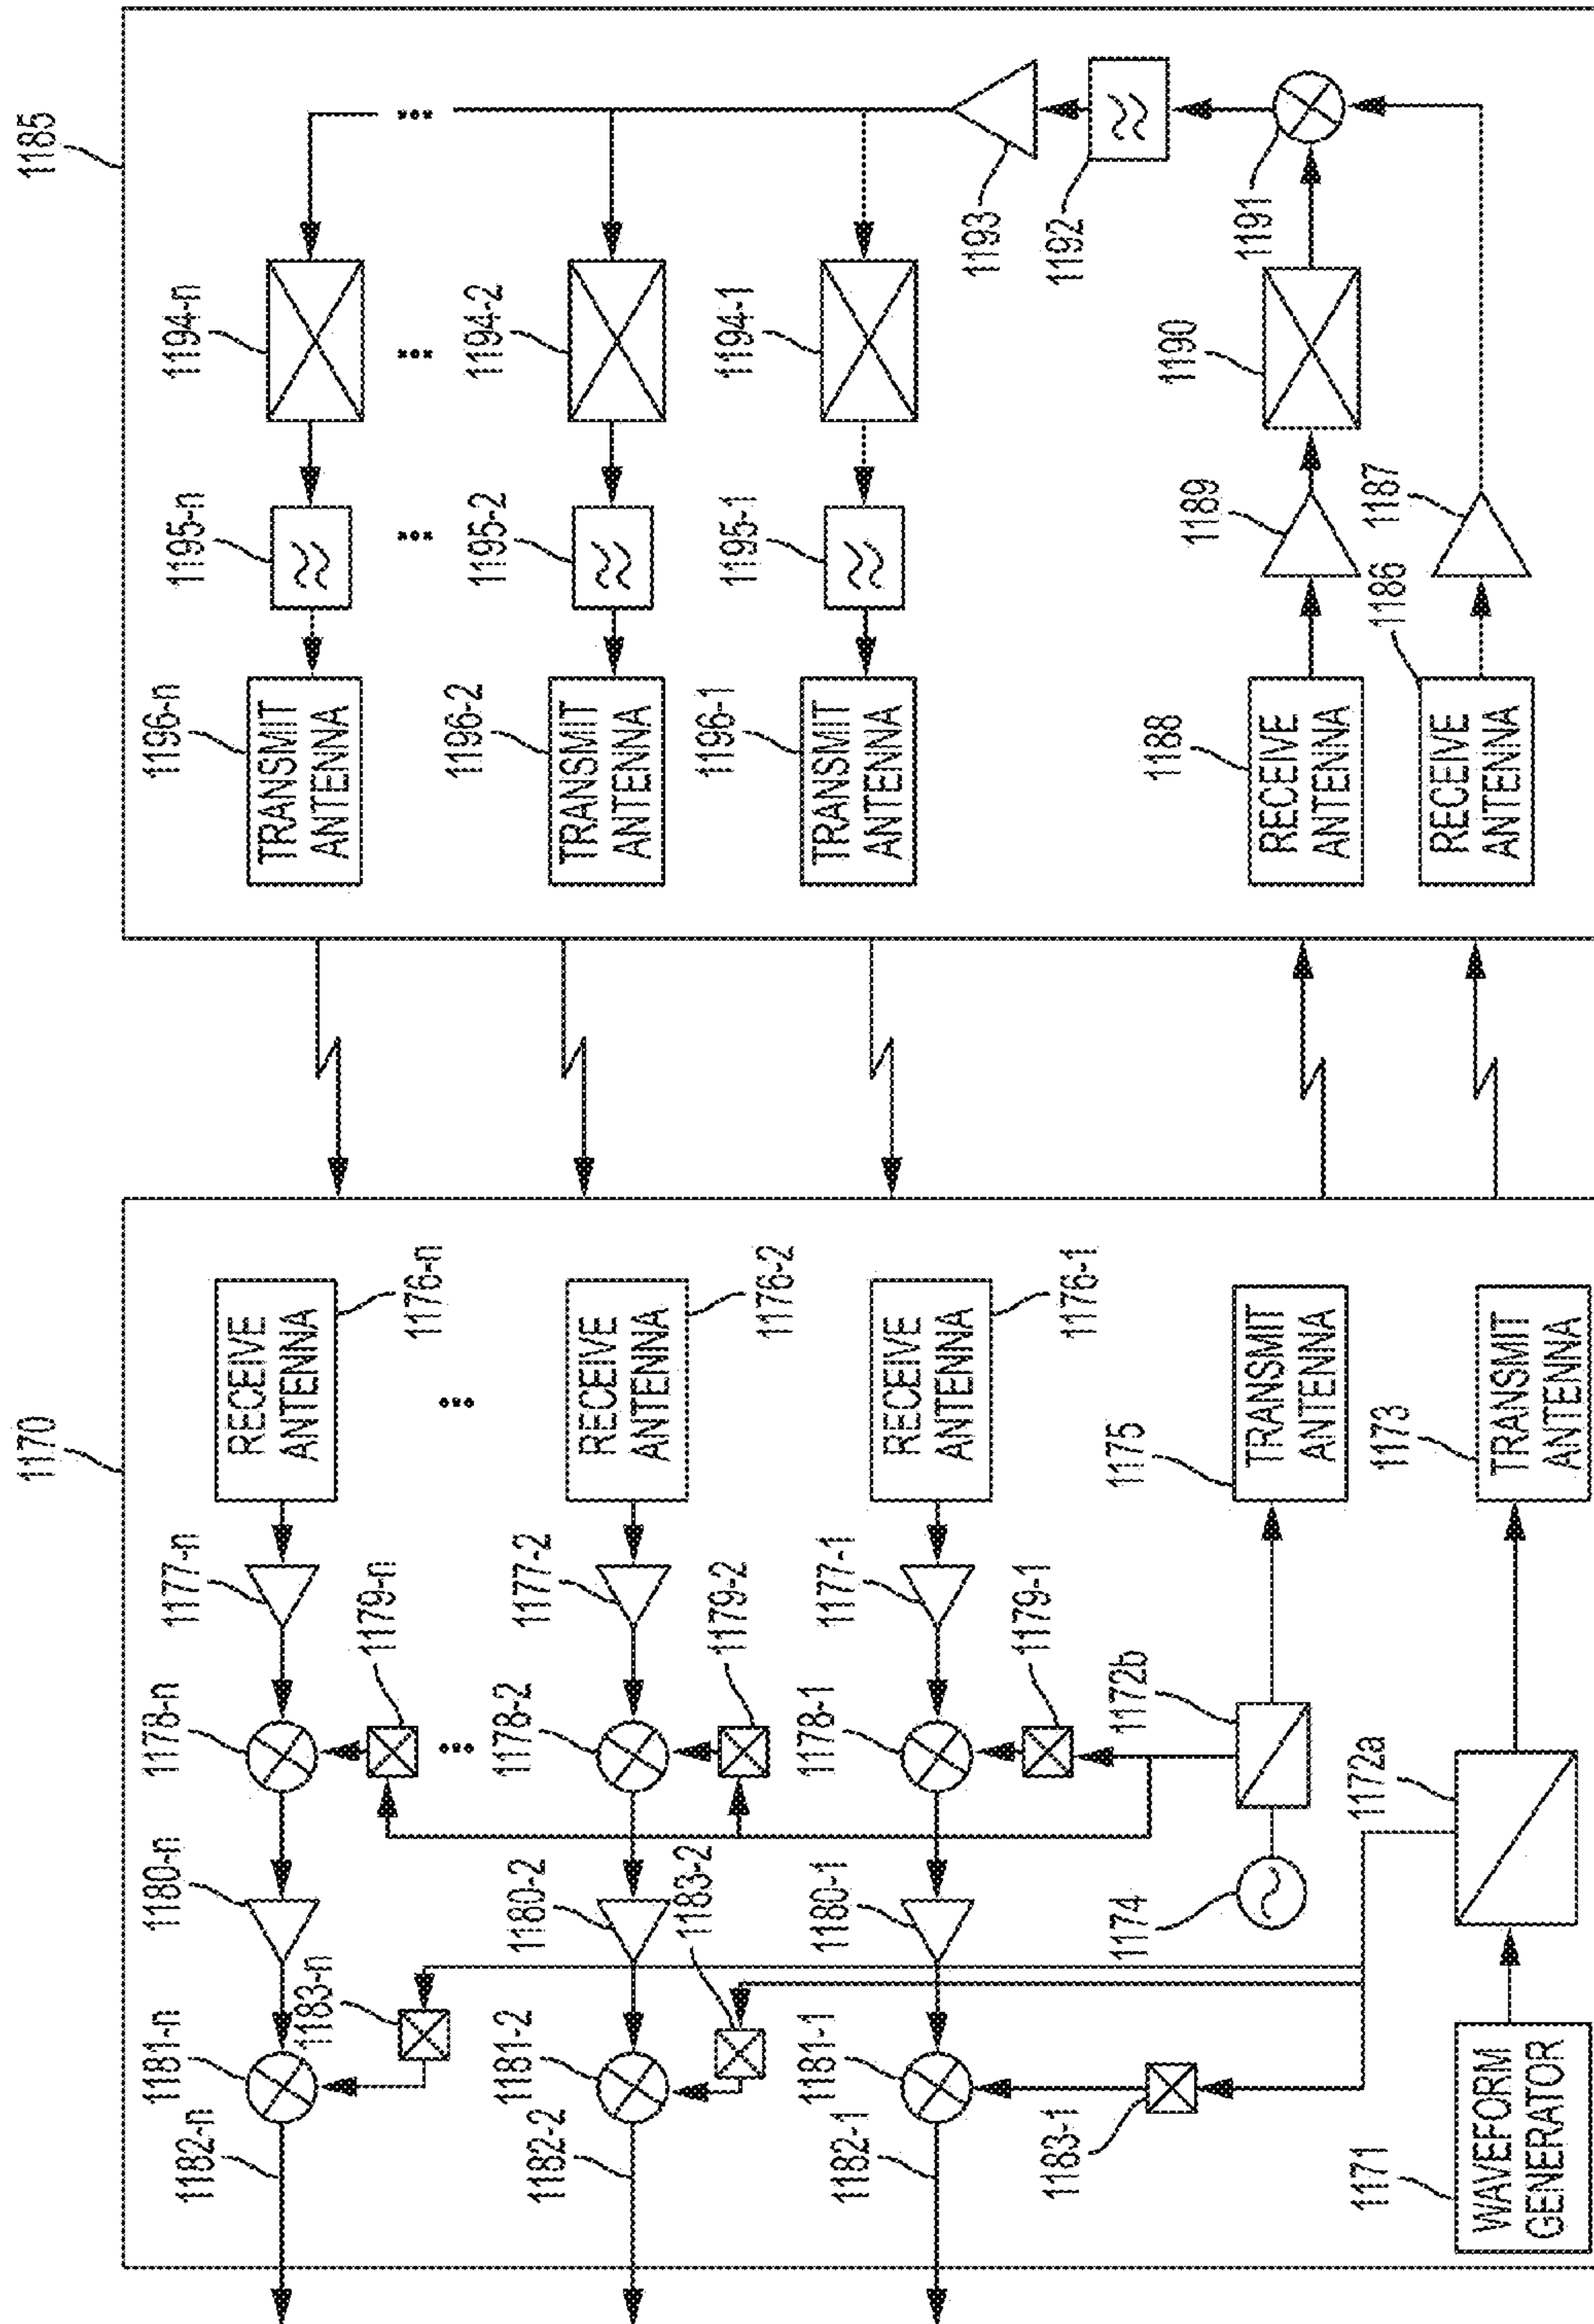 1170
1185
1182-n
1181-n
1180-n
1178-n
1177-n
RECEIVE
ANTENNA
1176-n
1183-n
1179-n
...
...
1182-2
1181-2
1180-2
1178-2
1177-2
RECEIVE
ANTENNA
1176-2
1183-2
1179-2
1182-1
1181-1
1180-1
1178-1
1177-1
RECEIVE
ANTENNA
1176-1
1183-1
1179-1
1174
1172b
1175
TRANSMIT
ANTENNA
1171
WAVEFORM
GENERATOR
1172a
1173
TRANSMIT
ANTENNA
1196-n
TRANSMIT
ANTENNA
1195-n
1194-n
...
...
...
1196-2
TRANSMIT
ANTENNA
1195-2
1194-2
1196-1
TRANSMIT
ANTENNA
1195-1
1194-1
1193
1192
1191
1188
RECEIVE
ANTENNA
1189
1190
1186
RECEIVE
ANTENNA
1187